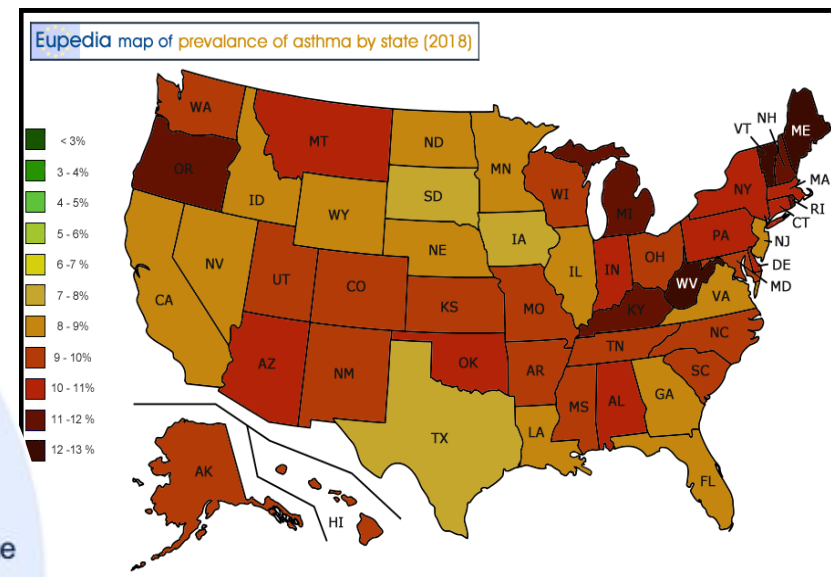 Eupedia map of prevalance of asthma by state (2018)
< 3%
3 - 4%
4 - 5%
5 - 6%
6 -7 %
7 - 8%
8 - 9%
9 - 10%
10 - 11%
11 -12 %
12 -13 %
WA
OR
CA
NV
ID
MT
WY
UT
CO
AZ
NM
ND
SD
NE
KS
OK
TX
MN
IA
MO
AR
LA
WI
IL
MI
IN
OH
KY
TN
MS
AL
GA
FL
SC
NC
VA
WV
PA
NY
VT
NH
ME
MA
RI
CT
NJ
DE
MD
AK
HI
e